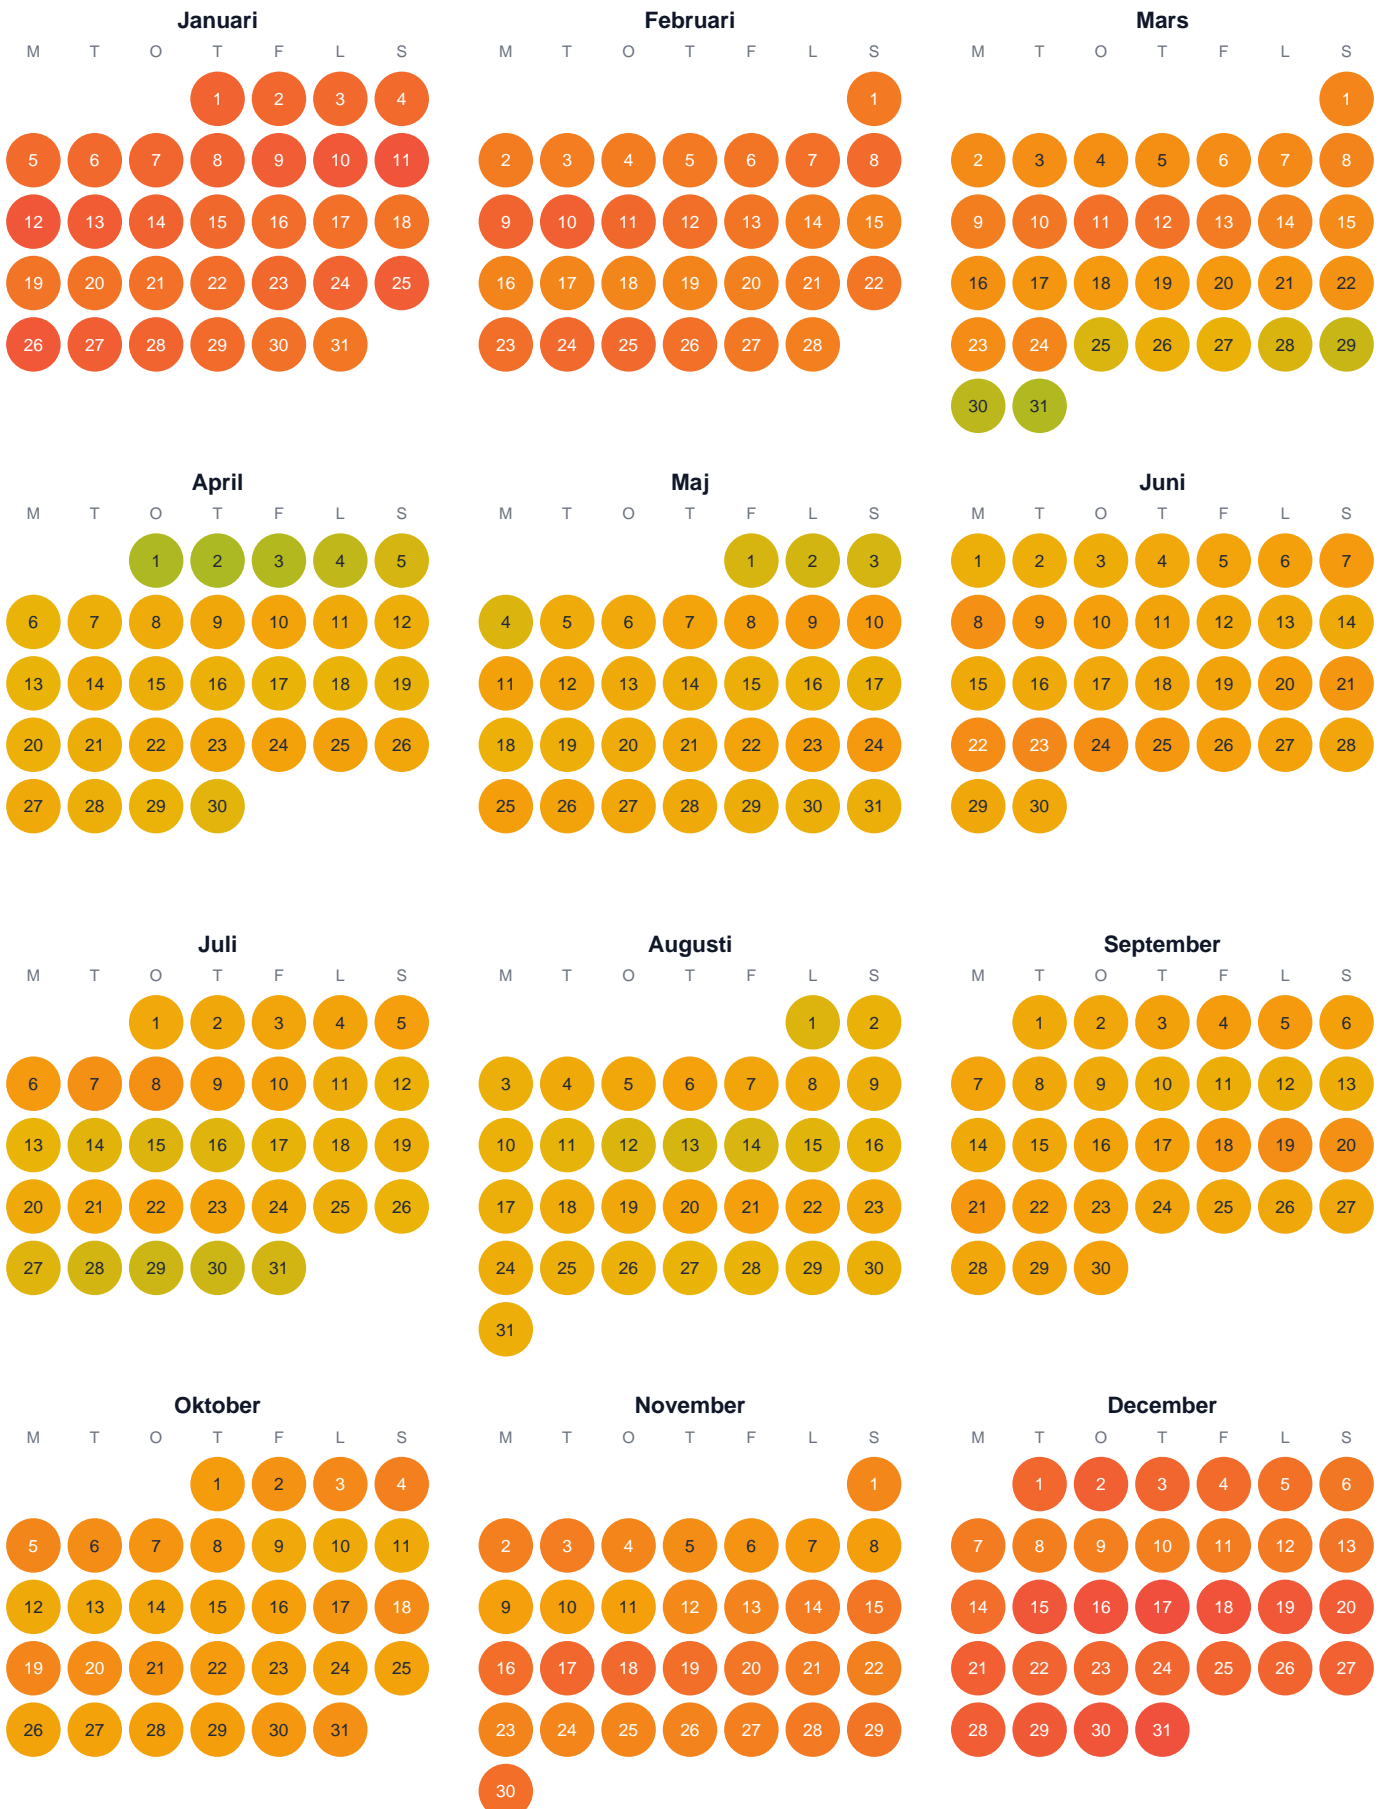 Januari Februari Mars
M T O T F L S M T O T F L S M T O T F L S
1 2 3 4 1 1
5 6 7 8 9 10 11 2 3 4 5 6 7 8 2 3 4 5 6 7 8
12 13 14 15 16 17 18 9 10 11 12 13 14 15 9 10 11 12 13 14 15
19 20 21 22 23 24 25 16 17 18 19 20 21 22 16 17 18 19 20 21 22
26 27 28 29 30 31 23 24 25 26 27 28 23 24 25 26 27 28 29
30 31
April Maj Juni
M T O T F L S M T O T F L S M T O T F L S
1 2 3 4 5 1 2 3 1 2 3 4 5 6 7
6 7 8 9 10 11 12 4 5 6 7 8 9 10 8 9 10 11 12 13 14
13 14 15 16 17 18 19 11 12 13 14 15 16 17 15 16 17 18 19 20 21
20 21 22 23 24 25 26 18 19 20 21 22 23 24 22 23 24 25 26 27 28
27 28 29 30 25 26 27 28 29 30 31 29 30
Juli Augusti September
M T O T F L S M T O T F L S M T O T F L S
1 2 3 4 5 1 2 1 2 3 4 5 6
6 7 8 9 10 11 12 3 4 5 6 7 8 9 7 8 9 10 11 12 13
13 14 15 16 17 18 19 10 11 12 13 14 15 16 14 15 16 17 18 19 20
20 21 22 23 24 25 26 17 18 19 20 21 22 23 21 22 23 24 25 26 27
27 28 29 30 31 24 25 26 27 28 29 30 28 29 30
31
Oktober November December
M T O T F L S M T O T F L S M T O T F L S
1 2 3 4 1 1 2 3 4 5 6
5 6 7 8 9 10 11 2 3 4 5 6 7 8 7 8 9 10 11 12 13
12 13 14 15 16 17 18 9 10 11 12 13 14 15 14 15 16 17 18 19 20
19 20 21 22 23 24 25 16 17 18 19 20 21 22 21 22 23 24 25 26 27
26 27 28 29 30 31 23 24 25 26 27 28 29 28 29 30 31
30